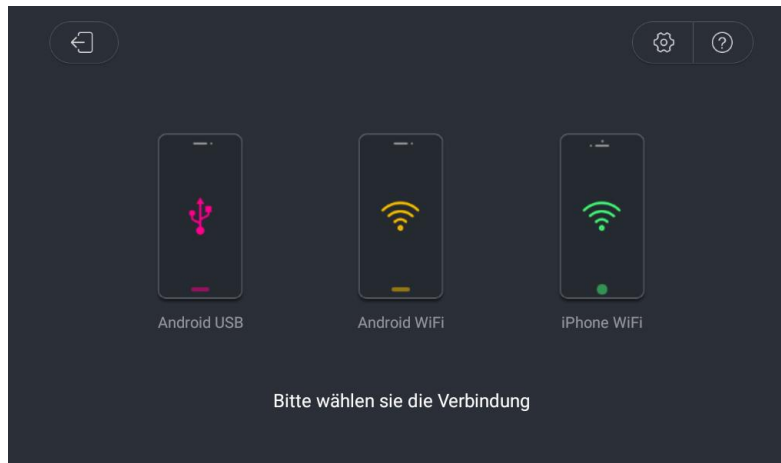 Android USB
Android WiFi
iPhone WiFi
Bitte wählen sie die Verbindung